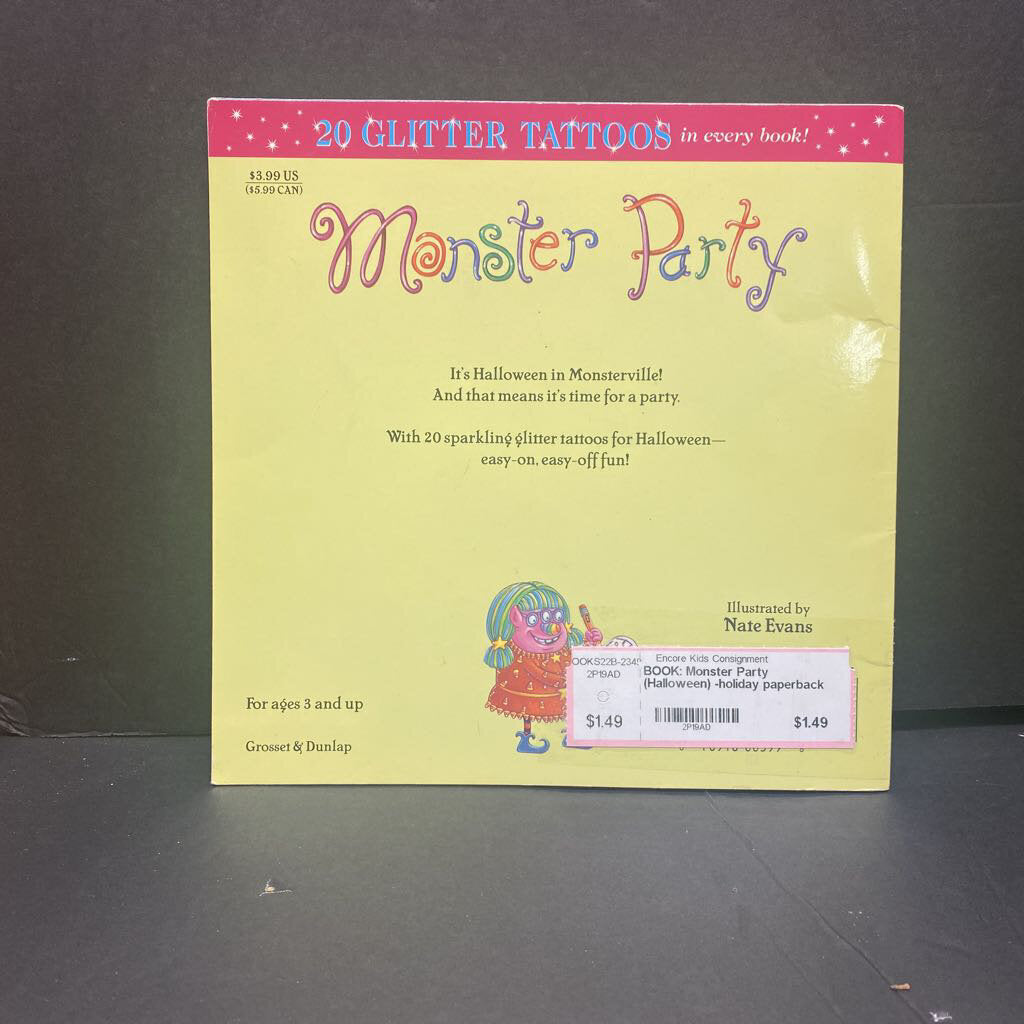 20 GLITTER TATTOOS in every book!
$3.99 US
($5.99 CAN)
Monster Party
It's Halloween in Monsterville!
And that means it's time for a party.
With 20 sparkling glitter tattoos for Halloween—
easy-on, easy-off fun!
Illustrated by
Nate Evans
OOKS22B-234
2P19AD
$1.49
Encore Kids Consignment
BOOK: Monster Party
(Halloween) -holiday paperback
2P19AD
$1.49
For ages 3 and up
Grosset & Dunlap